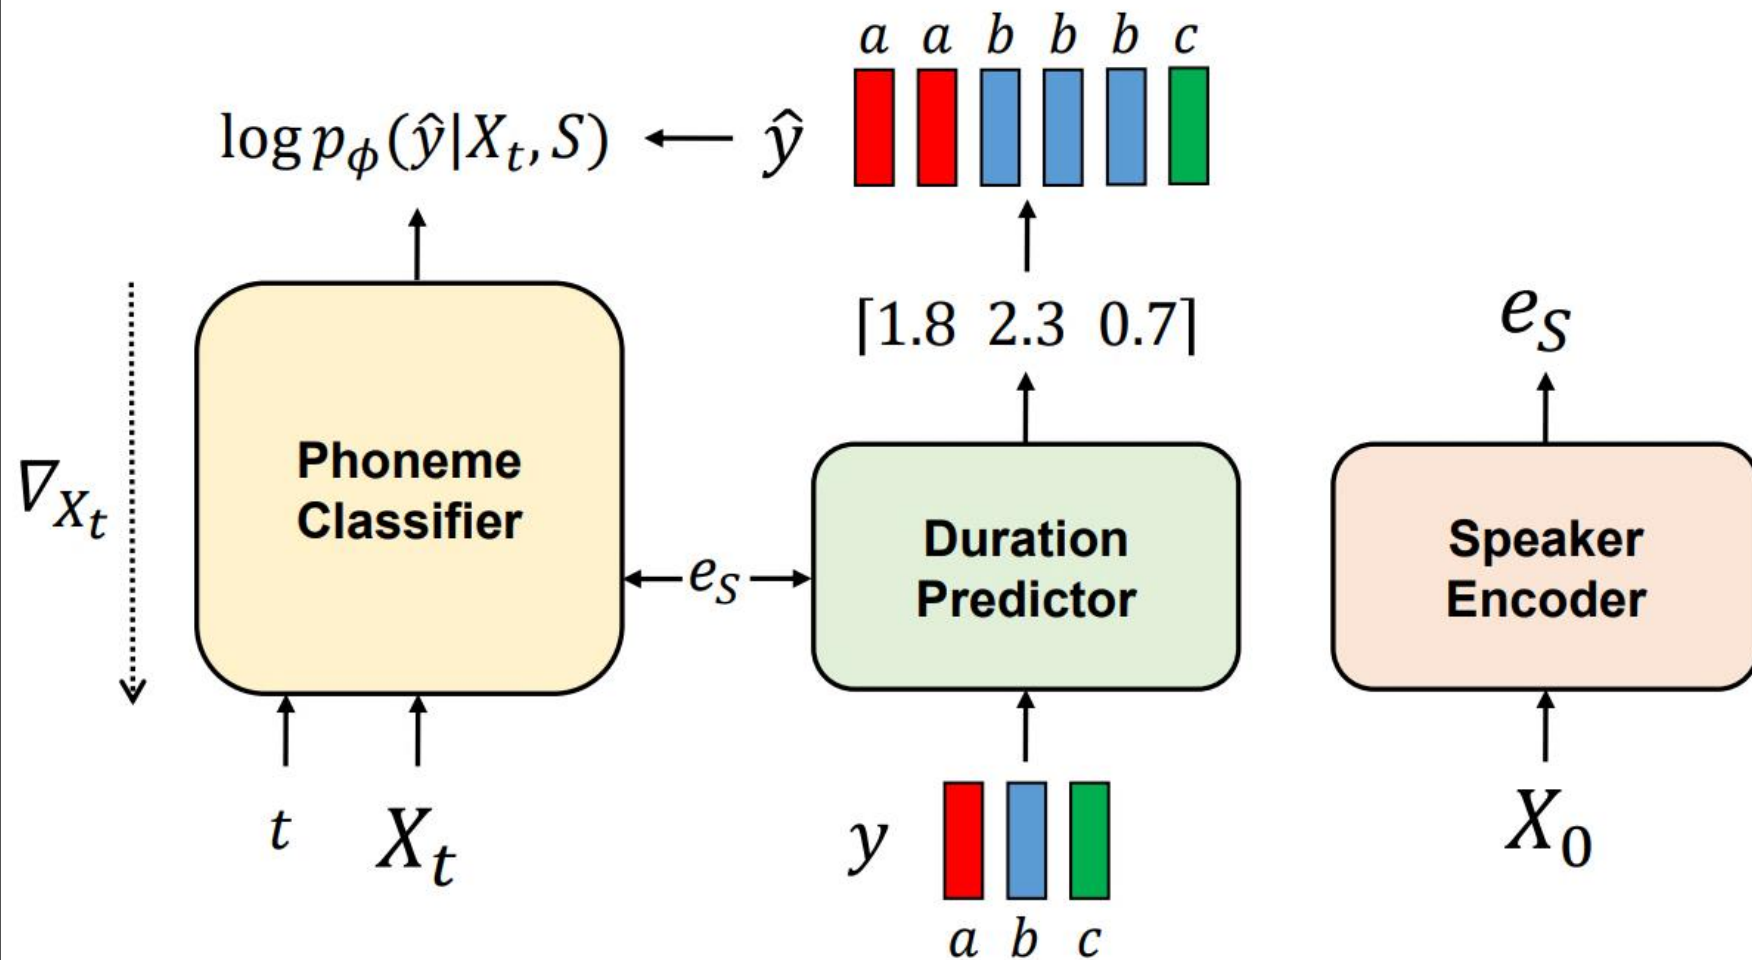 a a b b b c
log p_ϕ(ŷ|X_t, S) ŷ
⌈1.8 2.3 0.7⌉
e_S
Phoneme
Classifier
∇_{X_t}
e_S
Duration
Predictor
Speaker
Encoder
t X_t
y
X_0
a b c